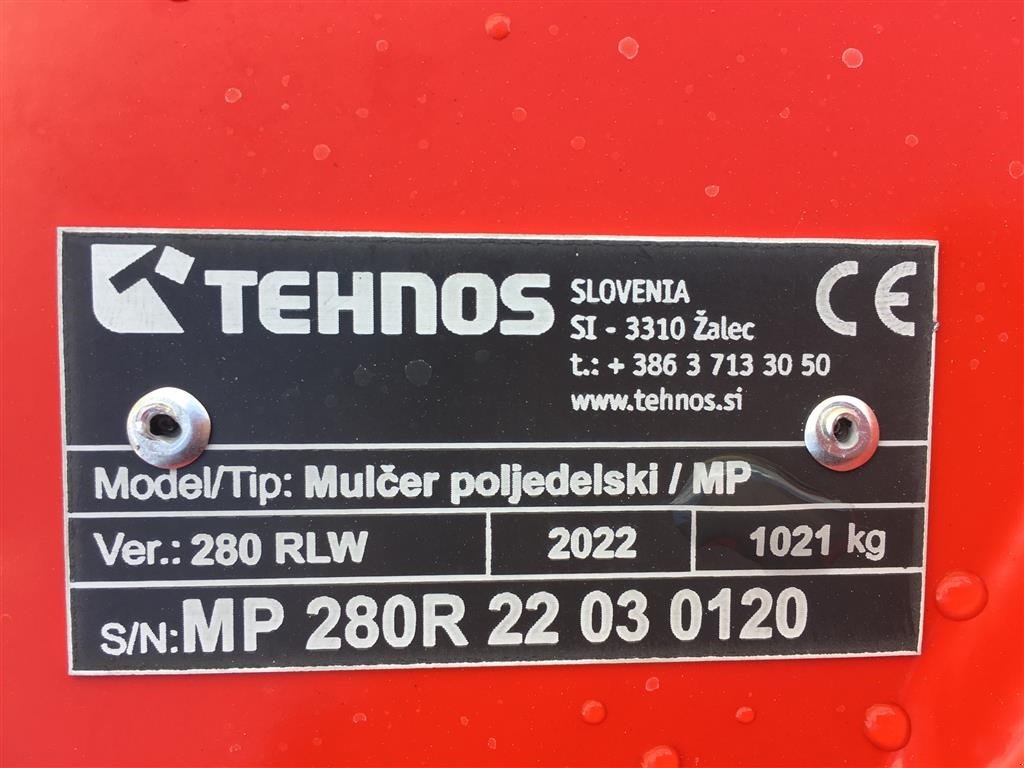 TEHNOS
SLOVENIA
SI - 3310 Žalec
t.: + 386 3 713 30 50
www.tehnos.si
CE
Model/Tip: Mulčer poljedelski / MP
Ver.: 280 RLW 2022 1021 kg
S/N: MP 280R 22 03 0120